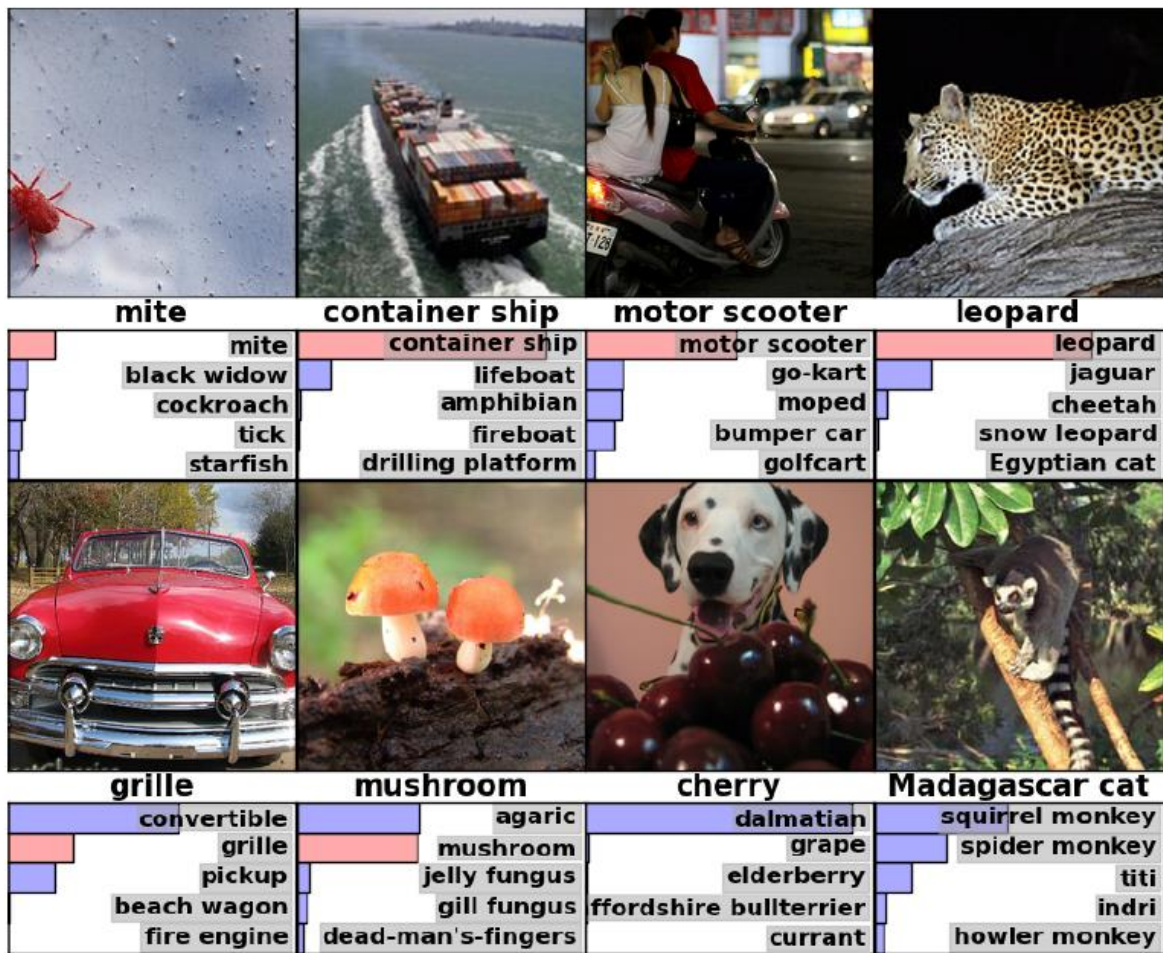 7-128
mite
container ship
motor scooter
leopard
mite
black widow
cockroach
tick
starfish
container ship
lifeboat
amphibian
fireboat
drilling platform
motor scooter
go-kart
moped
bumper car
golfcart
leopard
jaguar
cheetah
snow leopard
Egyptian cat
grille
mushroom
cherry
Madagascar cat
convertible
grille
pickup
beach wagon
fire engine
agaric
mushroom
jelly fungus
gill fungus
dead-man's-fingers
dalmatian
grape
elderberry
ffordshire bullterrier
currant
squirrel monkey
spider monkey
titi
indri
howler monkey